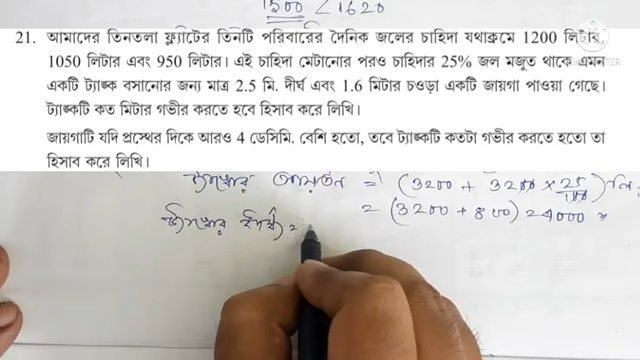 1500 < 1620
21. আমাদের তিনতলা ফ্ল্যাটের তিনটি পরিবারের দৈনিক জলের চাহিদা যথাক্রমে 1200 লিটার,
1050 লিটার এবং 950 লিটার। এই চাহিদা মেটানোর পরও চাহিদার 25% জল মজুত থাকে এমন
একটি ট্যাঙ্ক বসানোর জন্য মাত্র 2.5 মি. দীর্ঘ এবং 1.6 মিটার চওড়া একটি জায়গা পাওয়া গেছে।
ট্যাঙ্কটি কত মিটার গভীর করতে হবে হিসাব করে লিখি।
জায়গাটি যদি প্রস্থের দিকে আরও 4 ডেসিমি. বেশি হতো, তবে ট্যাঙ্কটি কতটা গভীর করতে হতো তা
হিসাব করে লিখি।
ট্যাঙ্কের আয়তন = (3200 + 3200 × 25/100) লি.
= (3200 + 800) = 4000 "
ট্যাঙ্কের দৈর্ঘ্য =